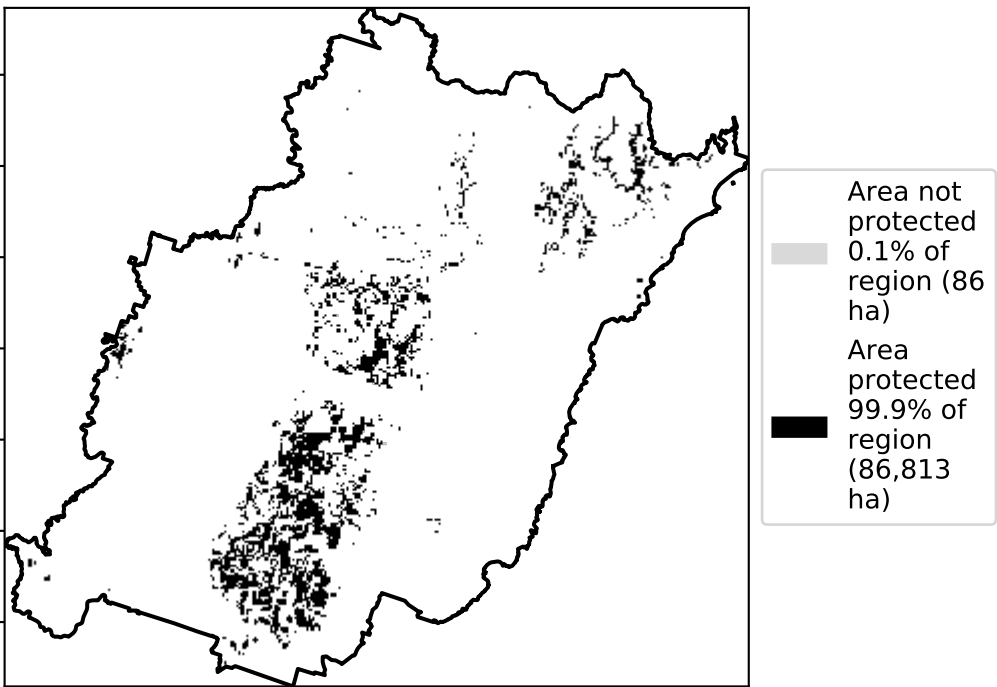 Area not
protected
0.1% of
region (86
ha)
Area
protected
99.9% of
region
(86,813
ha)